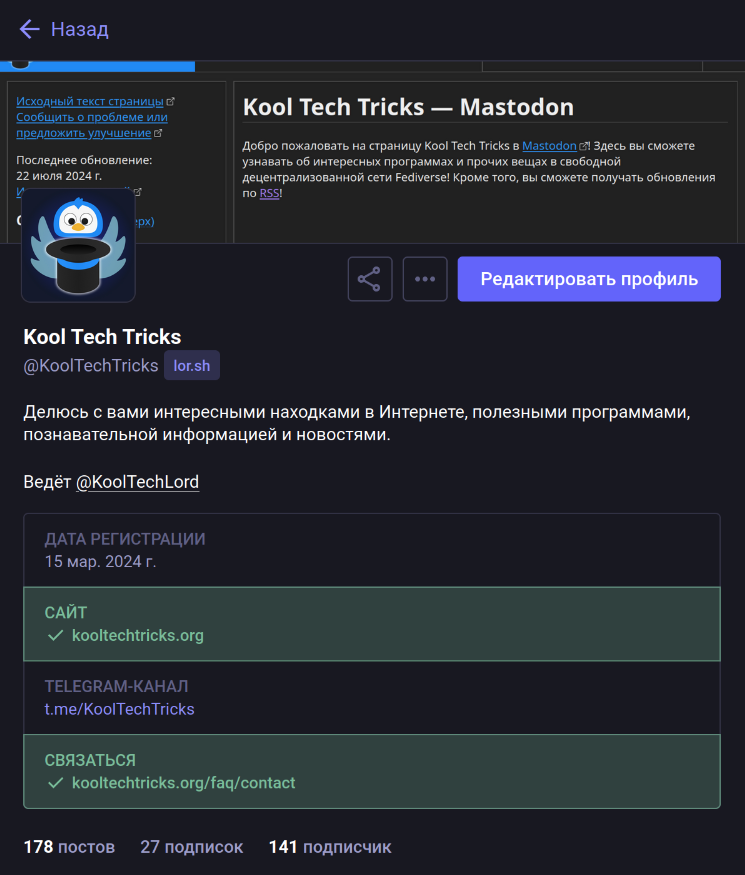 Назад
Исходный текст страницы
Сообщить о проблеме или
предложить улучшение
Последнее обновление:
22 июля 2024 г.
ерх)
Kool Tech Tricks — Mastodon
Добро пожаловать на страницу Kool Tech Tricks в Mastodon! Здесь вы сможете
узнавать об интересных программах и прочих вещах в свободной
децентрализованной сети Fediverse! Кроме того, вы сможете получать обновления
по RSS!
Редактировать профиль
Kool Tech Tricks
@KoolTechTricks lor.sh
Делюсь с вами интересными находками в Интернете, полезными программами,
познавательной информацией и новостями.
Ведёт @KoolTechLord
ДАТА РЕГИСТРАЦИИ
15 мар. 2024 г.
САЙТ
kooltechtricks.org
TELEGRAM-КАНАЛ
t.me/KoolTechTricks
СВЯЗАТЬСЯ
kooltechtricks.org/faq/contact
178 постов 27 подписок 141 подписчик